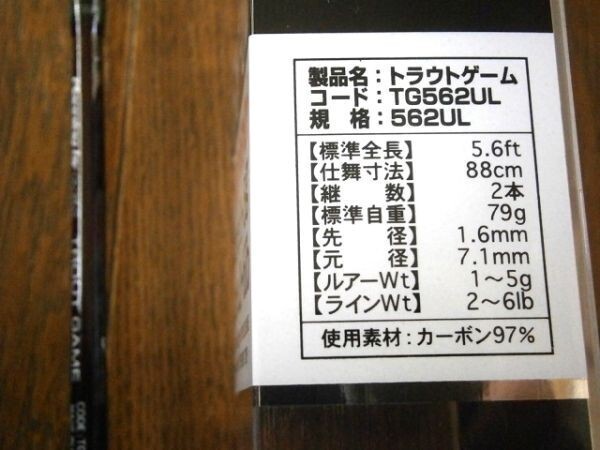 製品名：トラウトゲーム
コード：TG562UL
規　格：562UL
【標準全長】 5.6ft
【仕舞寸法】 88cm
【継　　数】 2本
【標準自重】 79g
【先　　径】 1.6mm
【元　　径】 7.1mm
【ルアーWt】 1～5g
【ラインWt】 2～6lb
使用素材：カーボン97%
TROUT GAME
CODE